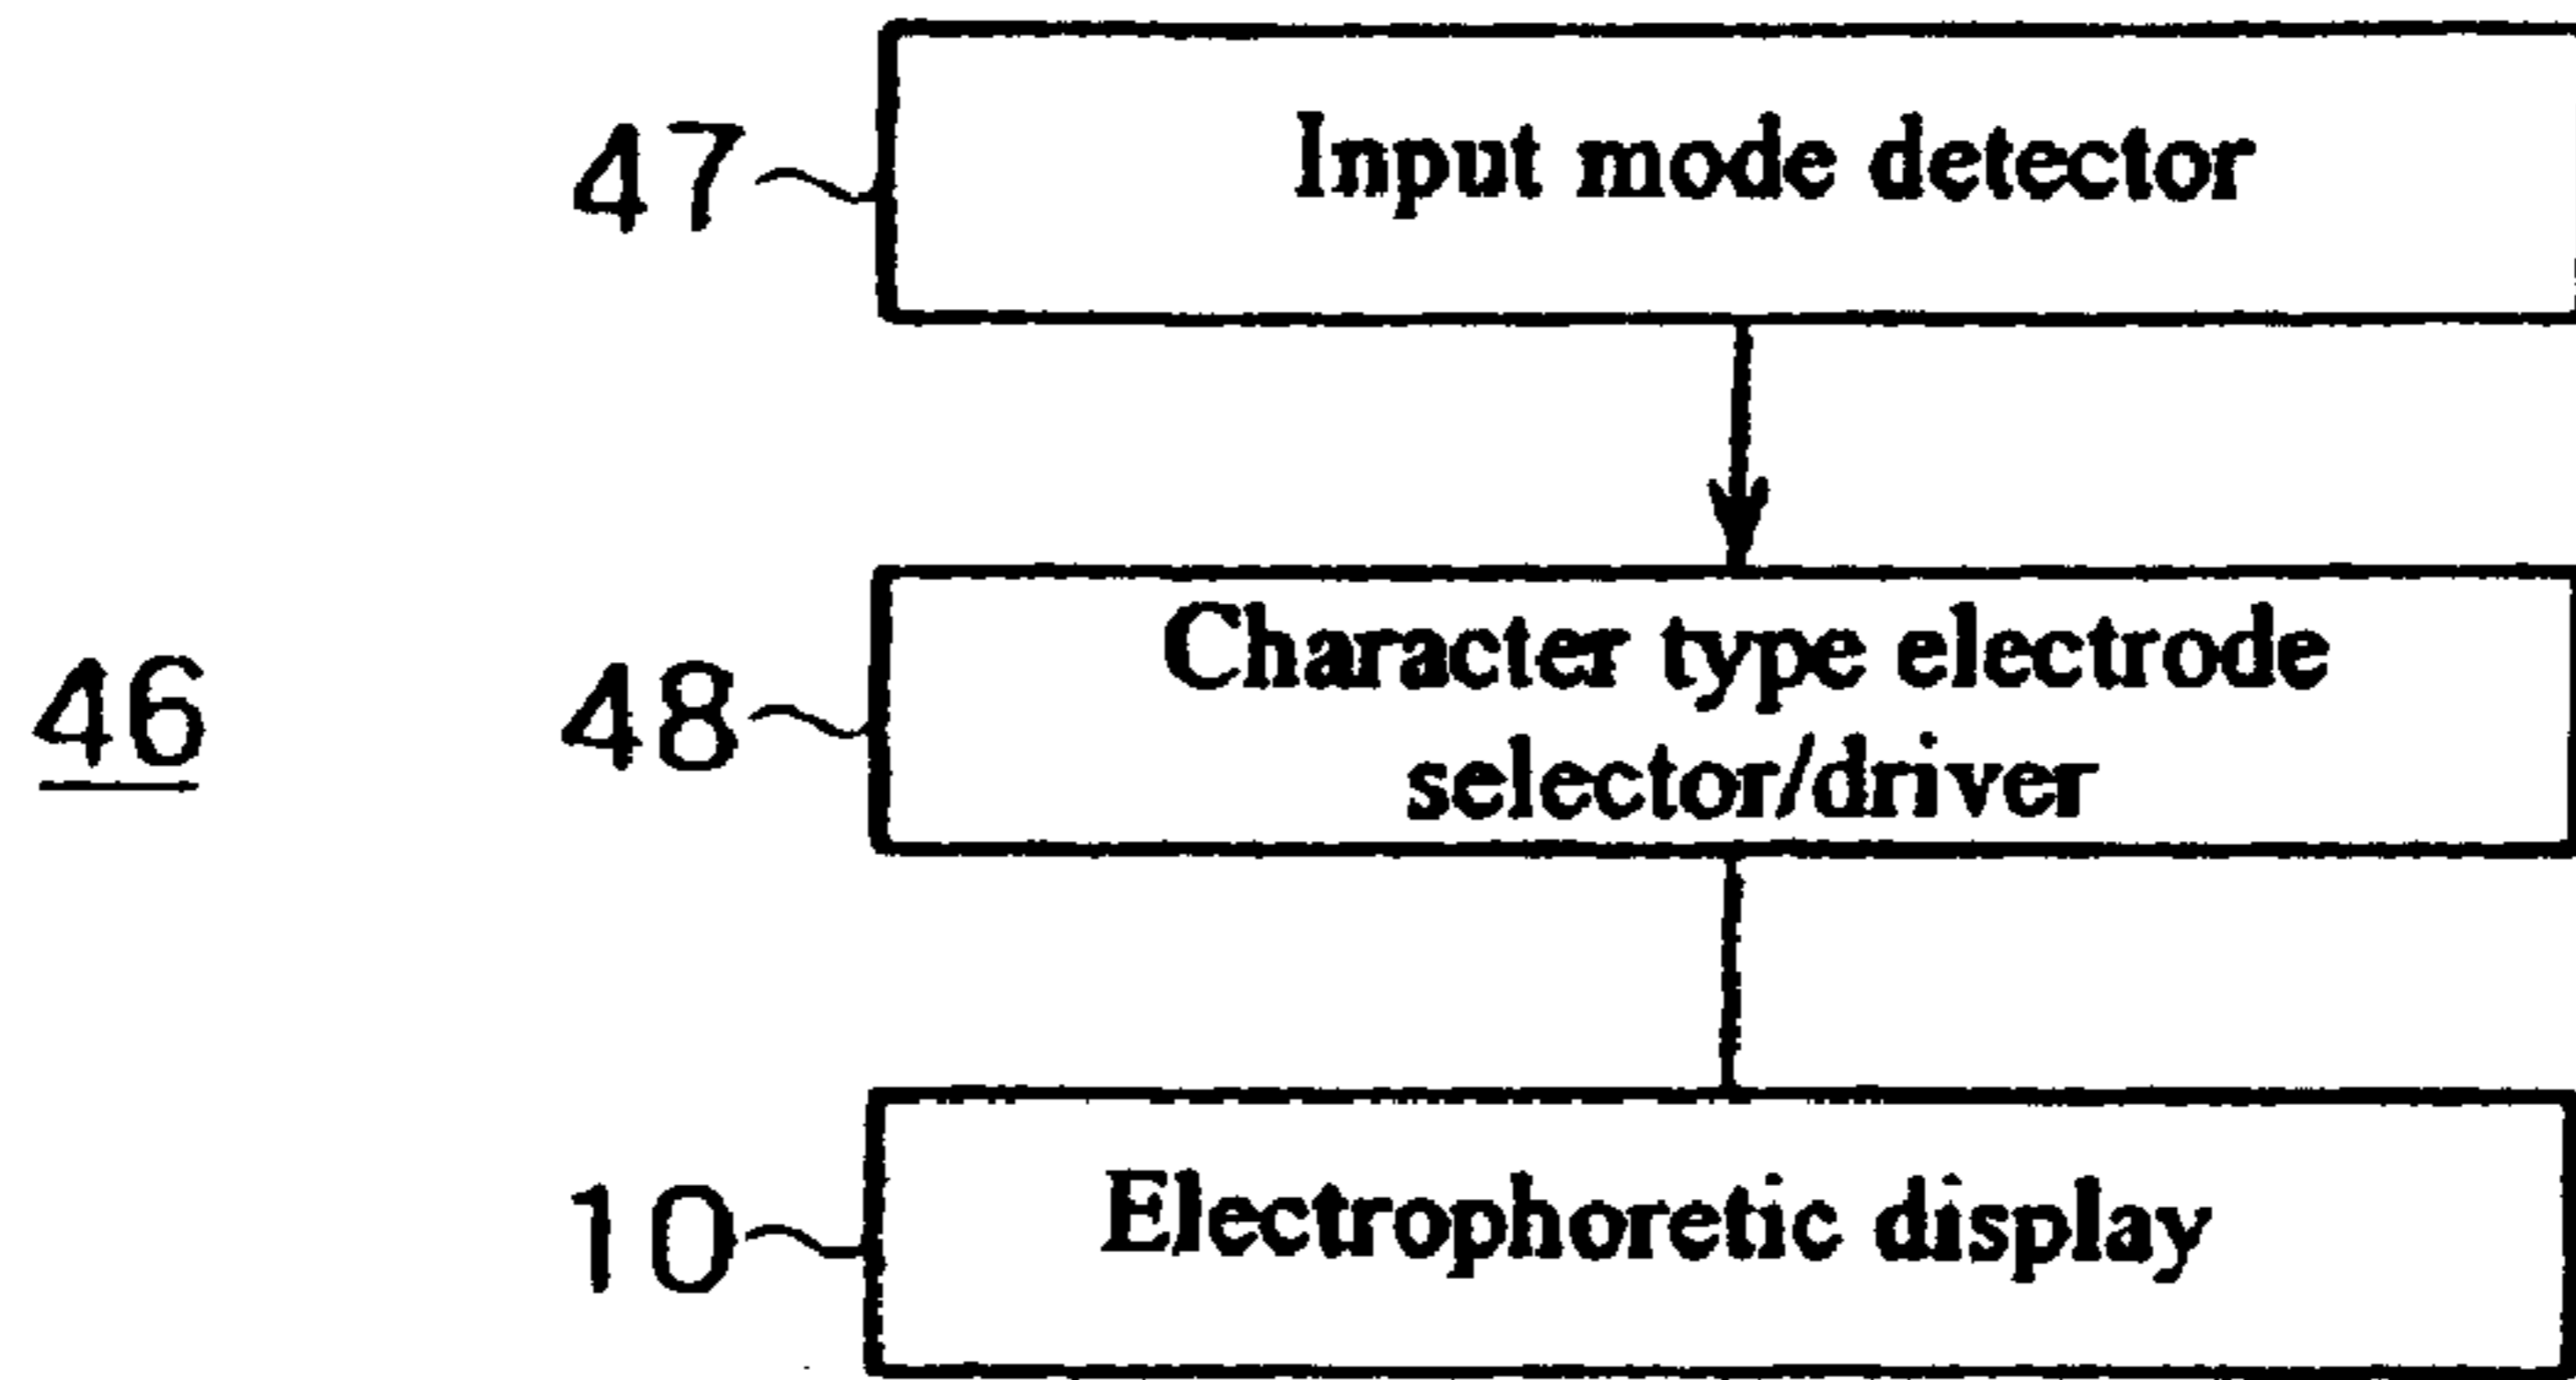 47 Input mode detector
46 48 Character type electrode
selector/driver
10 Electrophoretic display